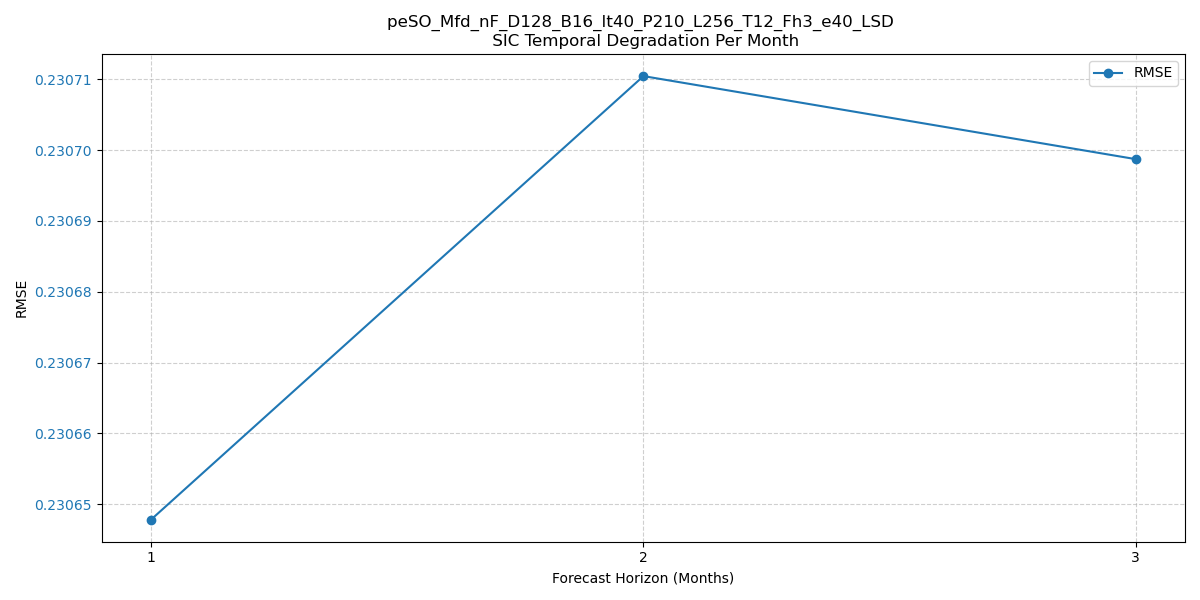 peSO_Mfd_nF_D128_B16_lt40_P210_L256_T12_Fh3_e40_LSD
SIC Temporal Degradation Per Month
RMSE
0.23071
0.23070
0.23069
0.23068
0.23067
0.23066
0.23065
RMSE
1
2
3
Forecast Horizon (Months)